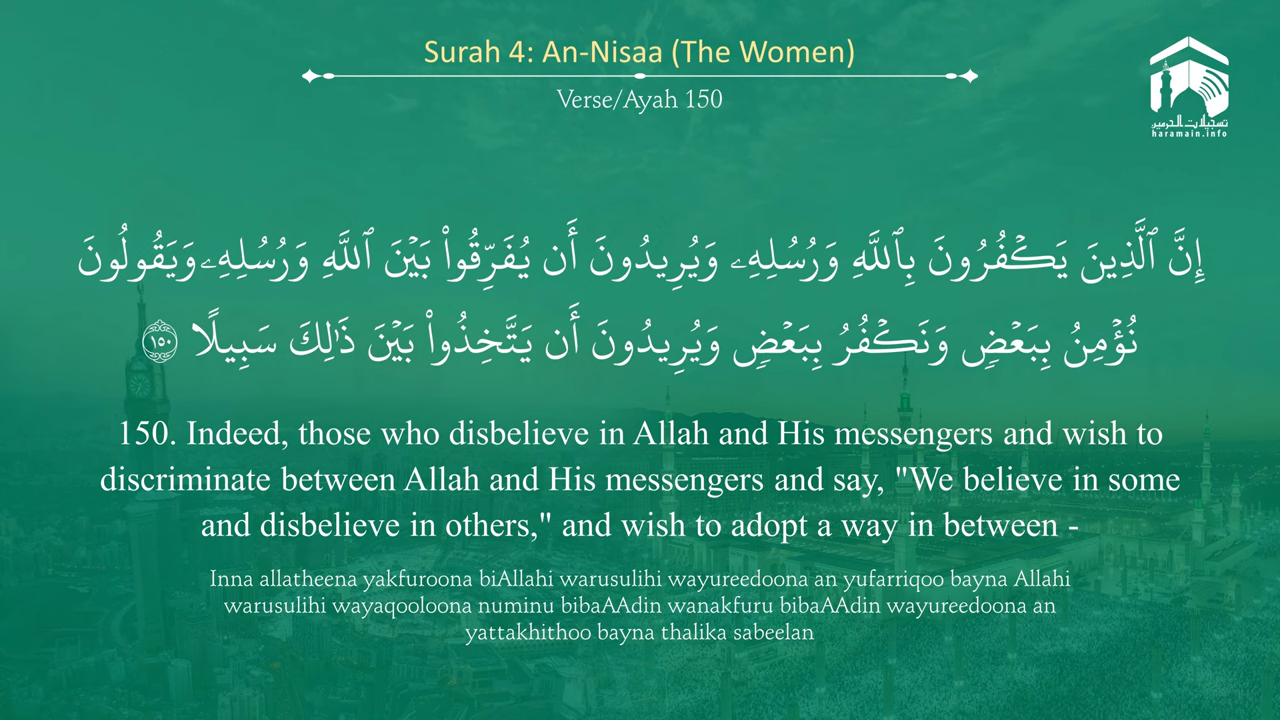 Surah 4: An-Nisaa (The Women)
Verse/Ayah 150
تسجيلات الحرمين
haramain.info
إِنَّ ٱلَّذِينَ يَكۡفُرُونَ بِٱللَّهِ وَرُسُلِهِۦ وَيُرِيدُونَ أَن يُفَرِّقُواْ بَيۡنَ ٱللَّهِ وَرُسُلِهِۦ وَيَقُولُونَ
نُؤۡمِنُ بِبَعۡضٖ وَنَكۡفُرُ بِبَعۡضٖ وَيُرِيدُونَ أَن يَتَّخِذُواْ بَيۡنَ ذَٰلِكَ سَبِيلًا ١٥٠
150. Indeed, those who disbelieve in Allah and His messengers and wish to
discriminate between Allah and His messengers and say, "We believe in some
and disbelieve in others," and wish to adopt a way in between -
Inna allatheena yakfuroona biAllahi warusulihi wayureedoona an yufarriqoo bayna Allahi
warusulihi wayaqooloona numinu bibaAAdin wanakfuru bibaAAdin wayureedoona an
yattakhithoo bayna thalika sabeelan